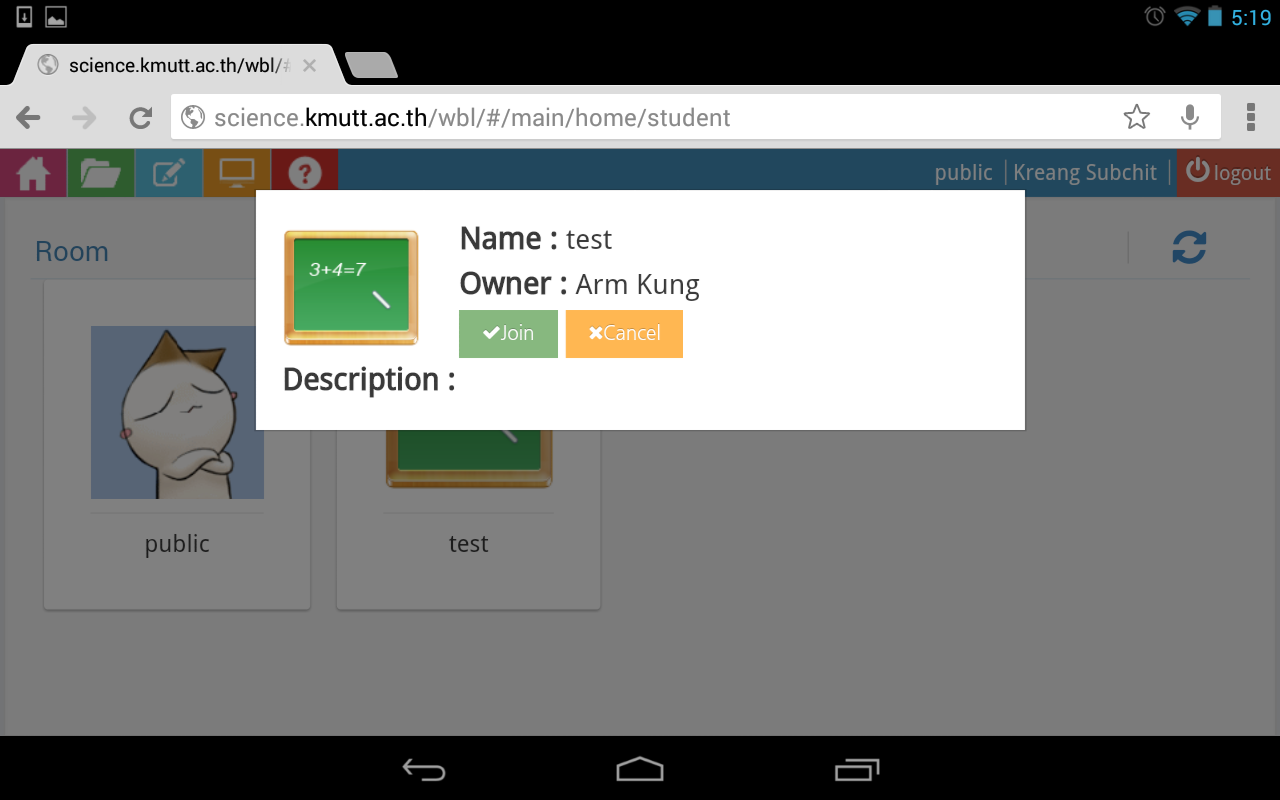 5:19
science.kmutt.ac.th/wbl/#
science.kmutt.ac.th/wbl/#/main/home/student
public
Kreang Subchit
logout
Room
3+4=7
Name : test
Owner : Arm Kung
Join
Cancel
Description :
public
test